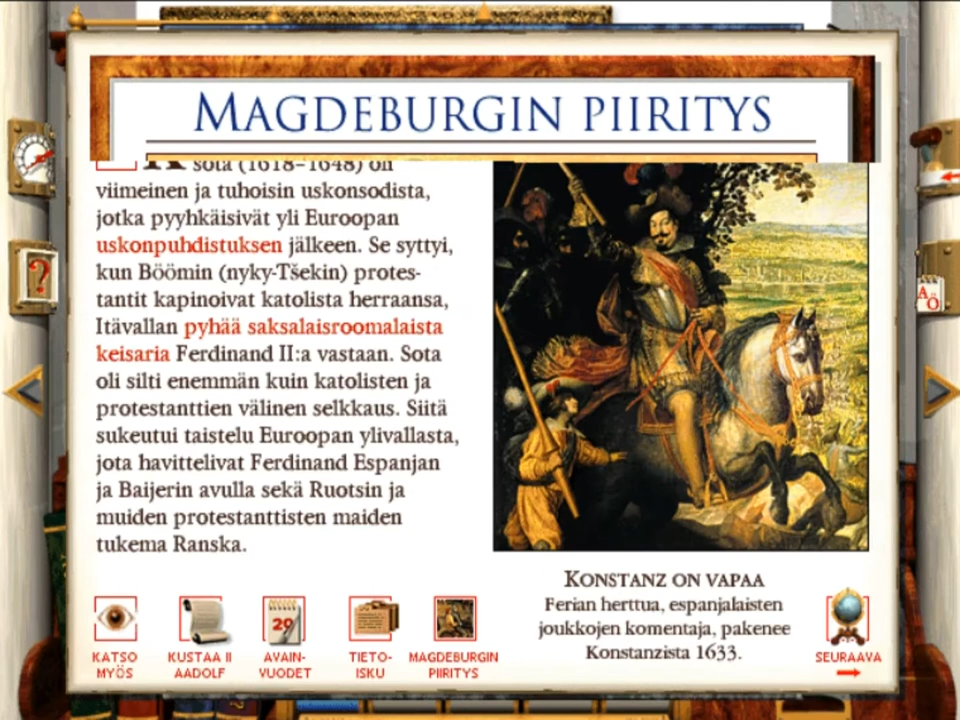 MAGDEBURGIN PIIRITYS
sota (1618–1648) on
viimeinen ja tuhoisin uskonsodista,
jotka pyyhkäisivät yli Euroopan
uskonpuhdistuksen jälkeen. Se syttyi,
kun Böömin (nyky-Tšekin) protes-
tantit kapinoivat katolista herraansa,
Itävallan pyhää saksalaisroomalaista
keisaria Ferdinand II:a vastaan. Sota
oli silti enemmän kuin katolisten ja
protestanttien välinen selkkaus. Siitä
sukeutui taistelu Euroopan ylivallasta,
jota havittelivat Ferdinand Espanjan
ja Baijerin avulla sekä Ruotsin ja
muiden protestanttisten maiden
tukema Ranska.
KONSTANZ ON VAPAA
Ferian herttua, espanjalaisten
joukkojen komentaja, pakenee
Konstanzista 1633.
KATSO
MYÖS
KUSTAA II
AADOLF
29
AVAIN-
VUODET
TIETO-
ISKU
MAGDEBURGIN
PIIRITYS
SEURAAVA
?
A
Ö